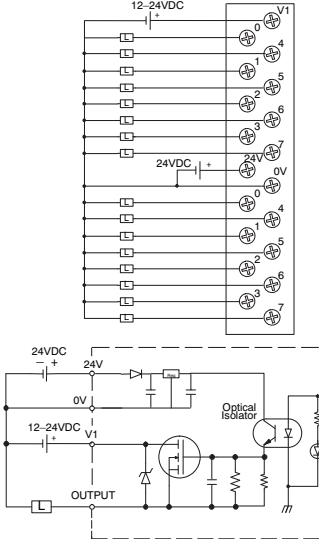 12–24VDC
+
V1
0
L
4
L
1
L
5
L
2
L
6
L
3
L
7
L
24VDC
+
24V
0V
0
L
4
L
1
L
5
L
2
L
6
L
3
L
7
L
24VDC
– +
24V
0V
Optical
Isolator
12–24VDC
+
V1
OUTPUT
L